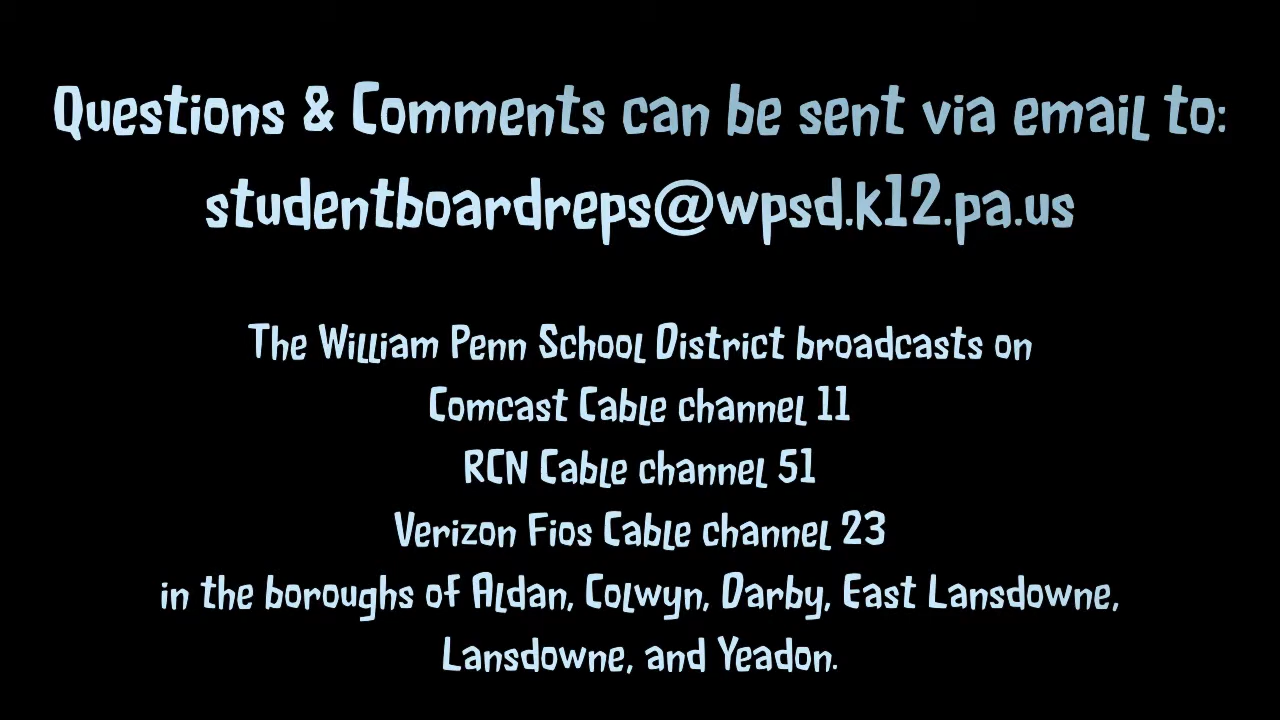 Questions & Comments can be sent via email to:
studentboardreps@wpsd.k12.pa.us
The William Penn School District broadcasts on
Comcast Cable channel 11
RCN Cable channel 51
Verizon Fios Cable channel 23
in the boroughs of Aldan, Colwyn, Darby, East Lansdowne,
Lansdowne, and Yeadon.